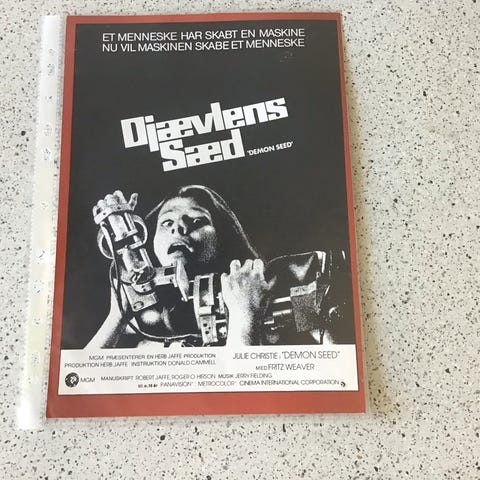 ET MENNESKE HAR SKABT EN MASKINE
NU VIL MASKINEN SKABE ET MENNESKE
Djævlens
Sæd
'DEMON SEED'
MGM PRÆSENTERER EN HERB JAFFE PRODUKTION
PRODUKTION HERB JAFFE INSTRUKTION DONALD CAMMELL
JULIE CHRISTIE i "DEMON SEED"
MED FRITZ WEAVER
MGM MANUSKRIPT ROBERT JAFFE, ROGER O. HIRSON MUSIK JERRY FIELDING
PANAVISION METROCOLOR CINEMA INTERNATIONAL CORPORATION